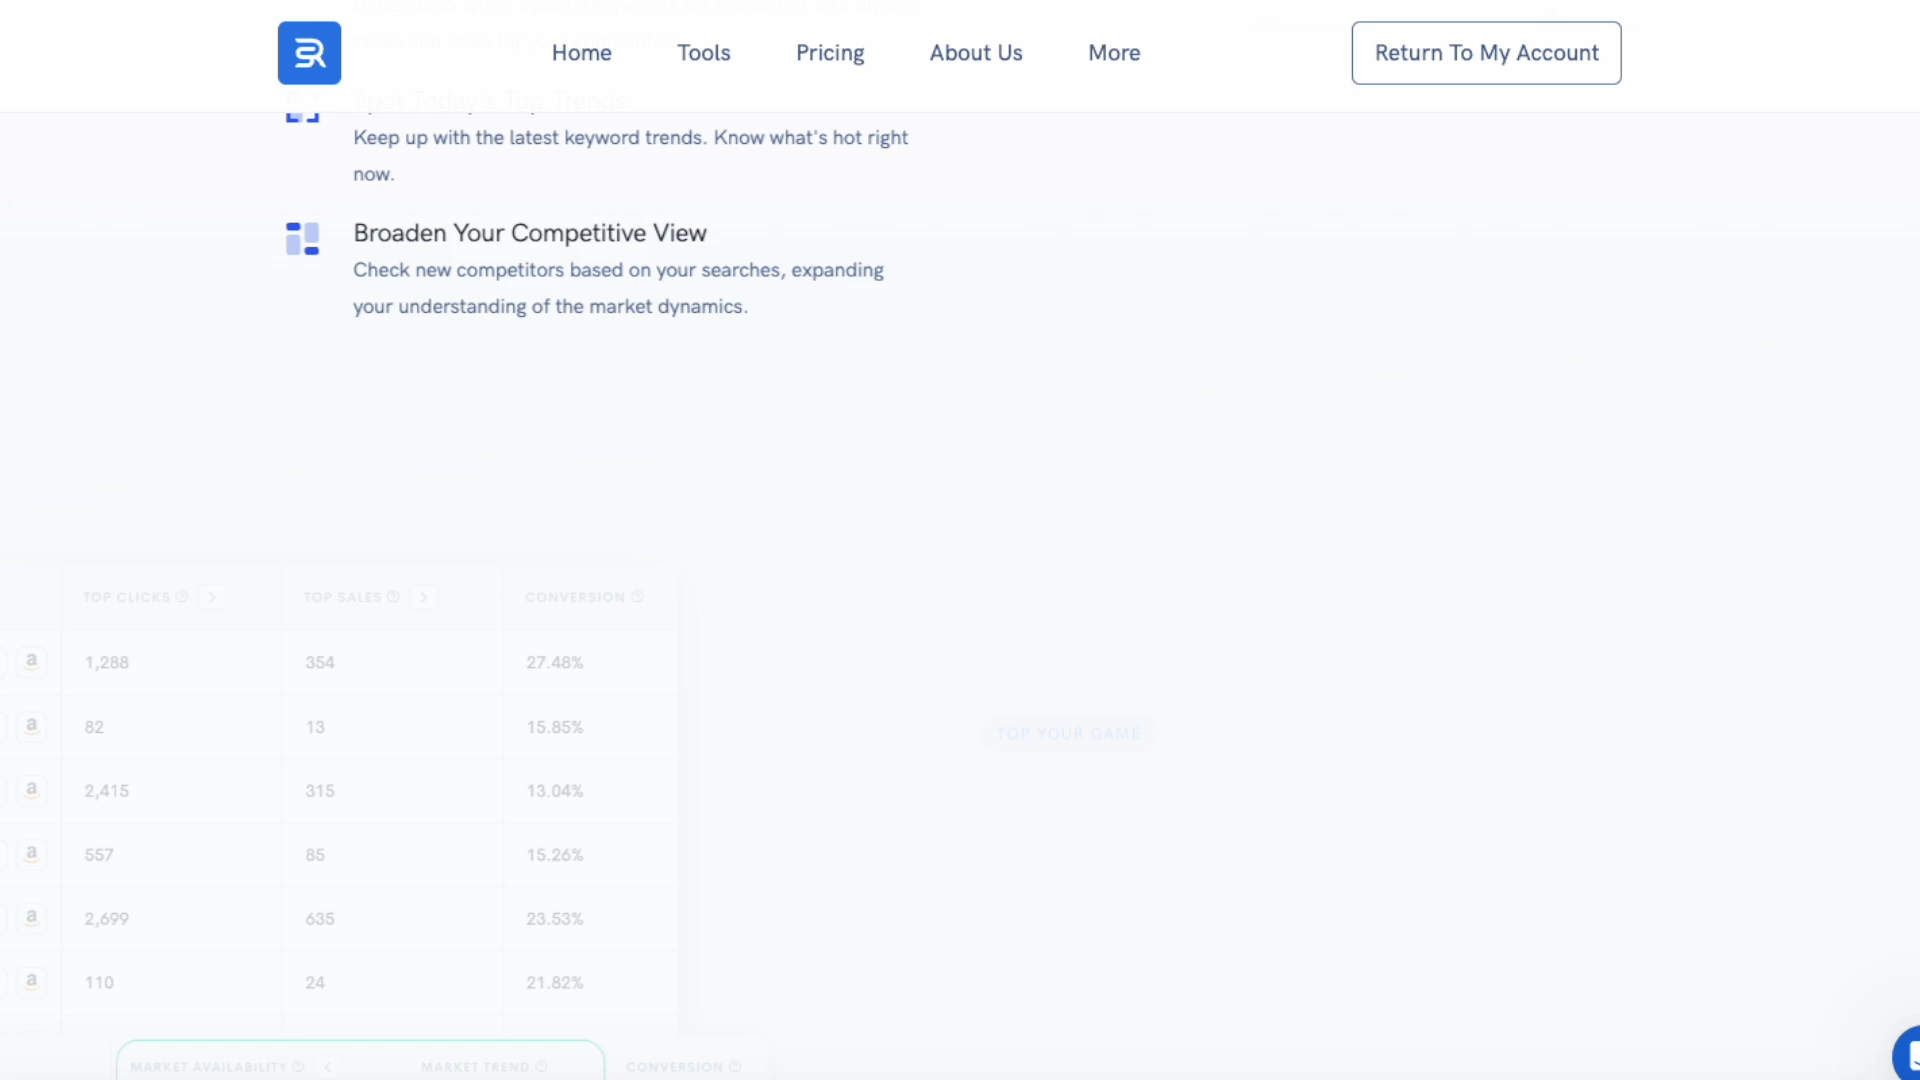 Home Tools Pricing About Us More Return To My Account
Spot Today's Top Trends
Keep up with the latest keyword trends. Know what's hot right
now.
Broaden Your Competitive View
Check new competitors based on your searches, expanding
your understanding of the market dynamics.
TOP CLICKS TOP SALES CONVERSION
a 1,288 354 27.48%
a 82 13 15.85%
TOP YOUR GAME
a 2,415 315 13.04%
a 557 85 15.26%
a 2,699 635 23.53%
a 110 24 21.82%
MARKET AVAILABILITY MARKET TREND CONVERSION